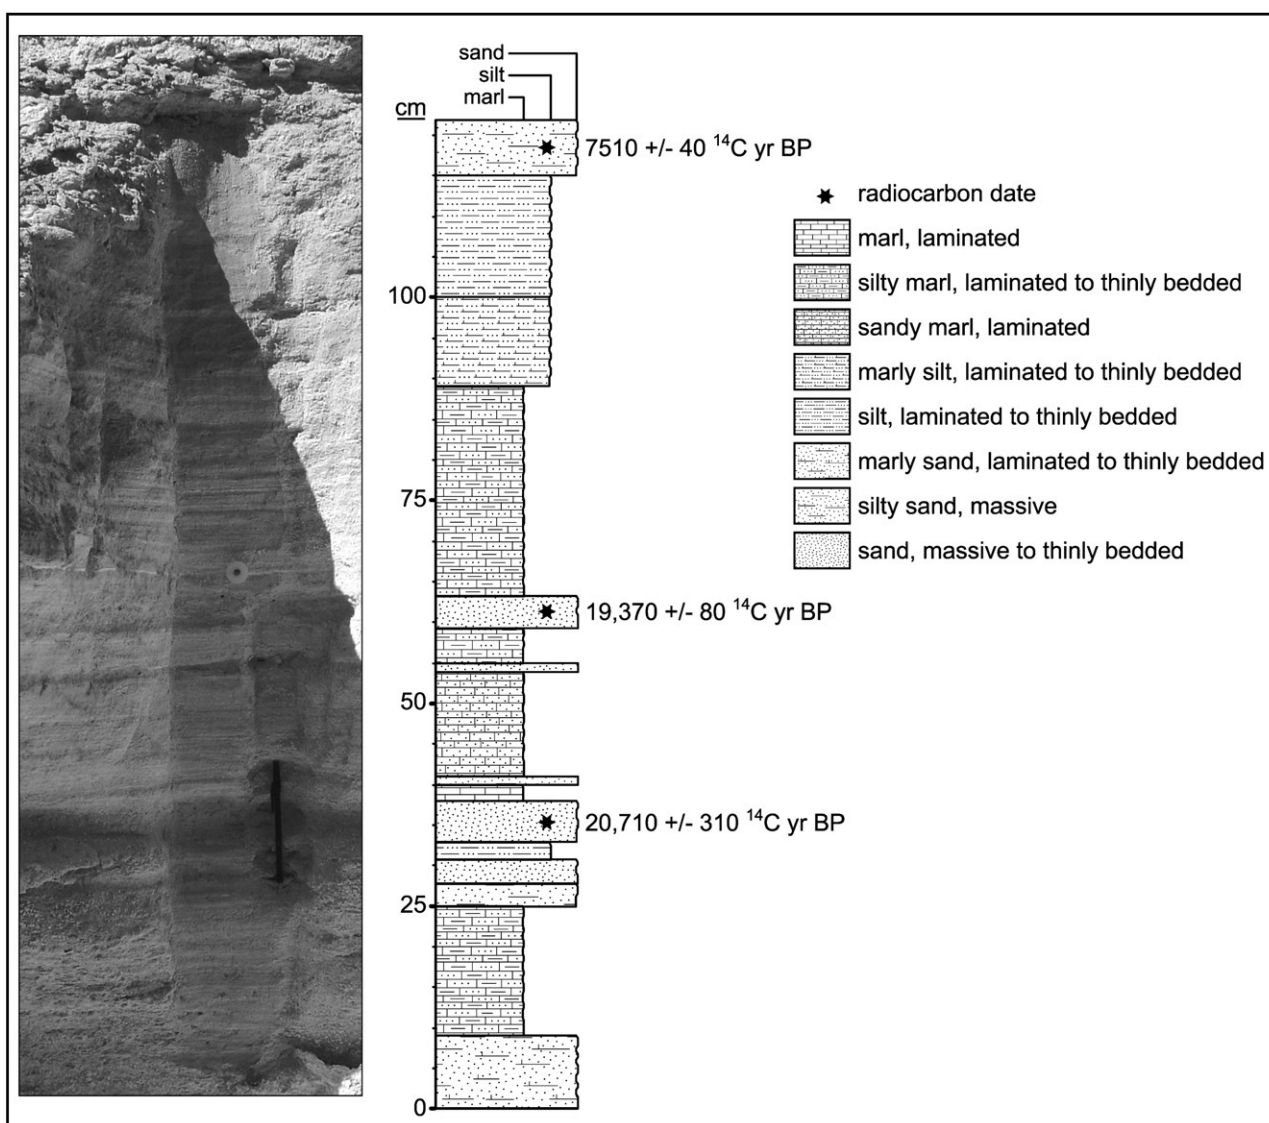 sand
silt
marl
cm
7510 +/- 40 ¹⁴C yr BP
radiocarbon date
marl, laminated
silty marl, laminated to thinly bedded
sandy marl, laminated
marly silt, laminated to thinly bedded
silt, laminated to thinly bedded
marly sand, laminated to thinly bedded
silty sand, massive
sand, massive to thinly bedded
100
75
19,370 +/- 80 ¹⁴C yr BP
50
20,710 +/- 310 ¹⁴C yr BP
25
0